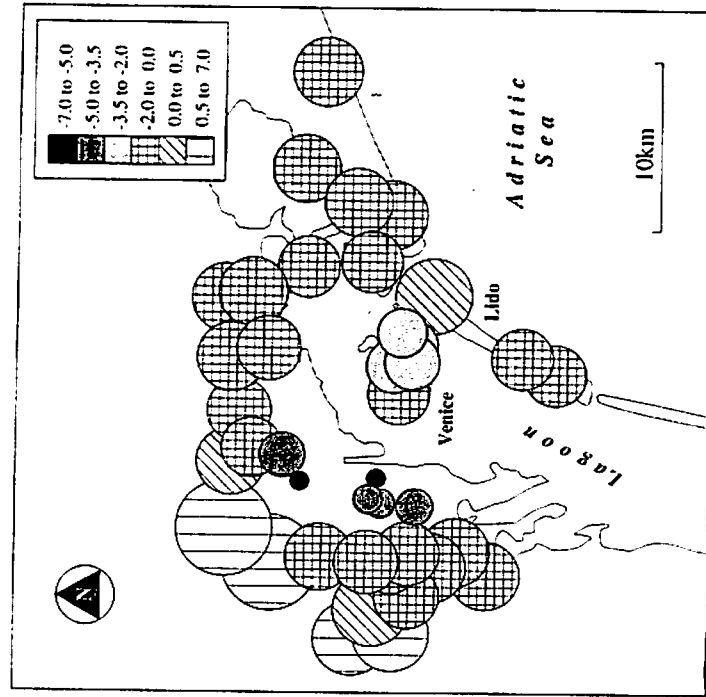 -7.0 to -5.0
-5.0 to -3.5
-3.5 to -2.0
-2.0 to 0.0
0.0 to 0.5
0.5 to 7.0
N
Adriatic
Sea
10km
Lido
Venice
Lagoon